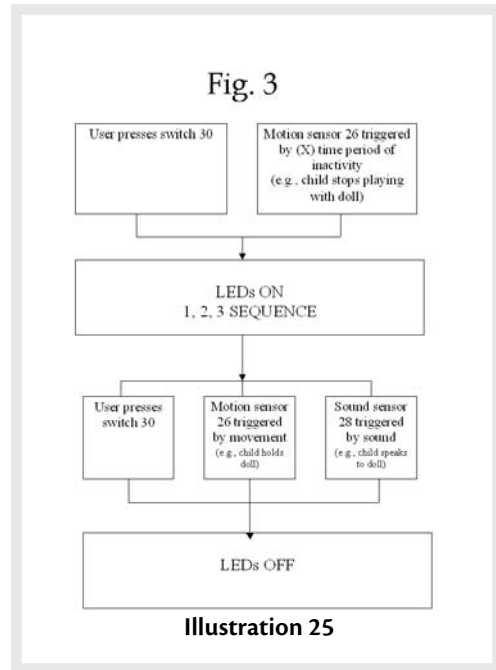 Fig. 3
User presses switch 30
Motion sensor 26 triggered
by (X) time period of
inactivity
(e.g., child stops playing
with doll)
LEDs ON
1, 2, 3 SEQUENCE
User presses
switch 30
Motion sensor
26 triggered
by movement
(e.g., child holds
doll)
Sound sensor
28 triggered
by sound
(e.g., child speaks
to doll)
LEDs OFF
Illustration 25